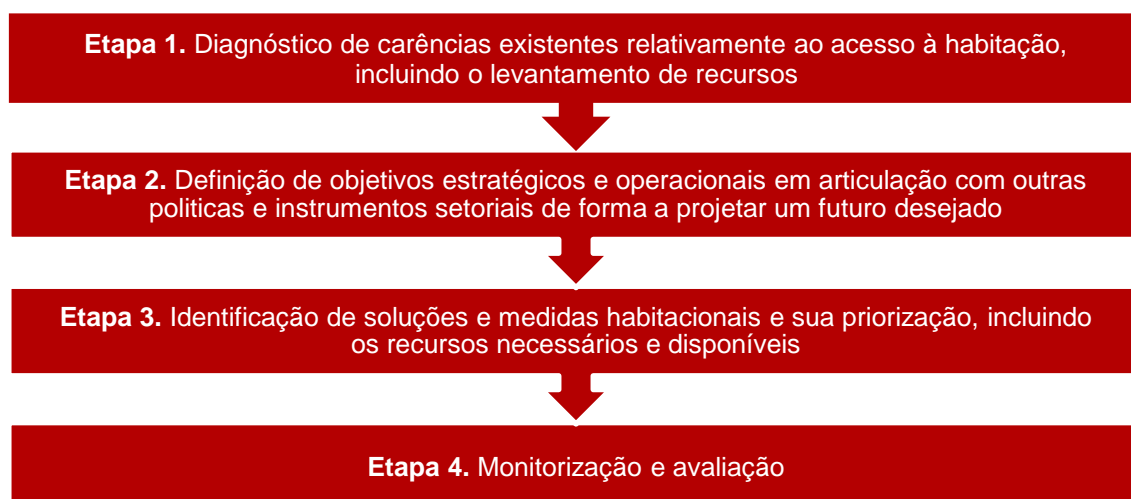 Etapa 1. Diagnóstico de carências existentes relativamente ao acesso à habitação,
incluindo o levantamento de recursos
Etapa 2. Definição de objetivos estratégicos e operacionais em articulação com outras
politicas e instrumentos setoriais de forma a projetar um futuro desejado
Etapa 3. Identificação de soluções e medidas habitacionais e sua priorização, incluindo
os recursos necessários e disponíveis
Etapa 4. Monitorização e avaliação